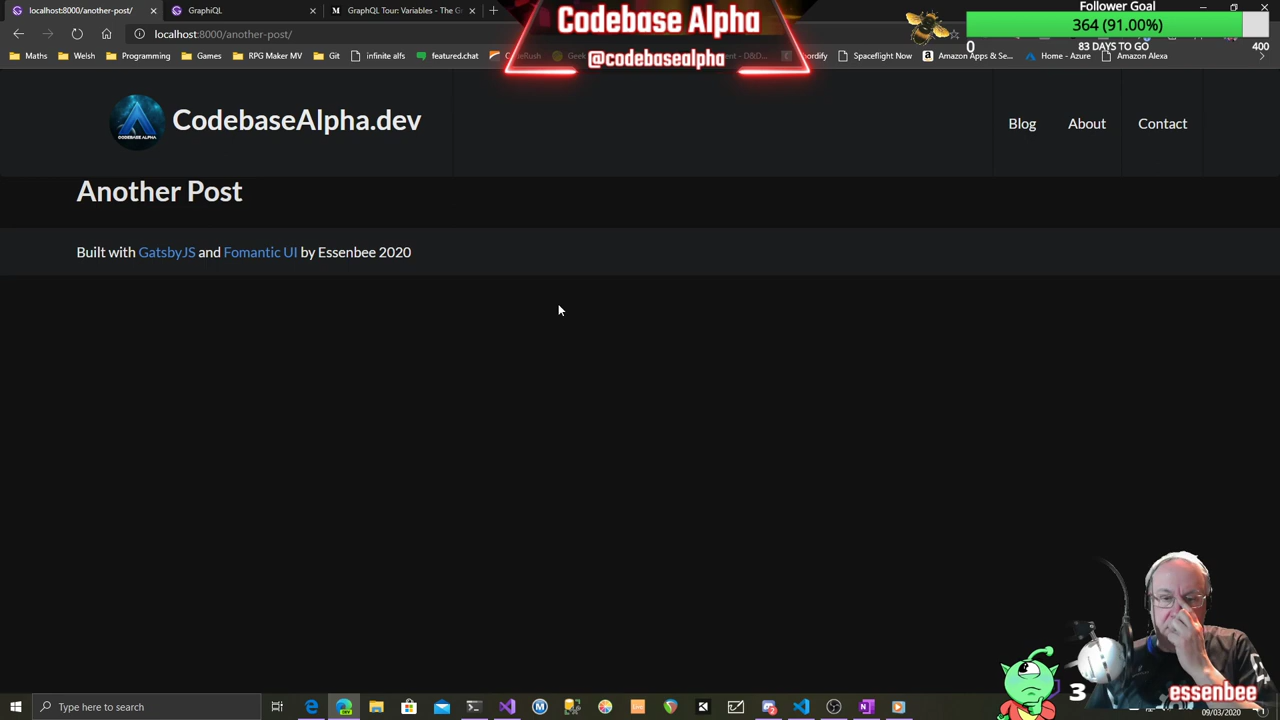 localhost:8000/another-post/
GraphiQL
GraphQL Tour: Variables - The G
Codebase Alpha
@codebasealpha
Follower Goal
364 (91.00%)
0
83 DAYS TO GO
400
localhost:8000/another-post/
Welsh
Programming
Games
RPG Maker MV
Git
infinite alfs
featured.chat
Spaceflight Now
Amazon Apps & Se...
Home - Azure
Amazon Alexa
CODEBASE ALPHA
CodebaseAlpha.dev
Blog
About
Contact
Another Post
Built with GatsbyJS and Fomantic UI by Essenbee 2020
3
essenbee
Type here to search
09/03/2020